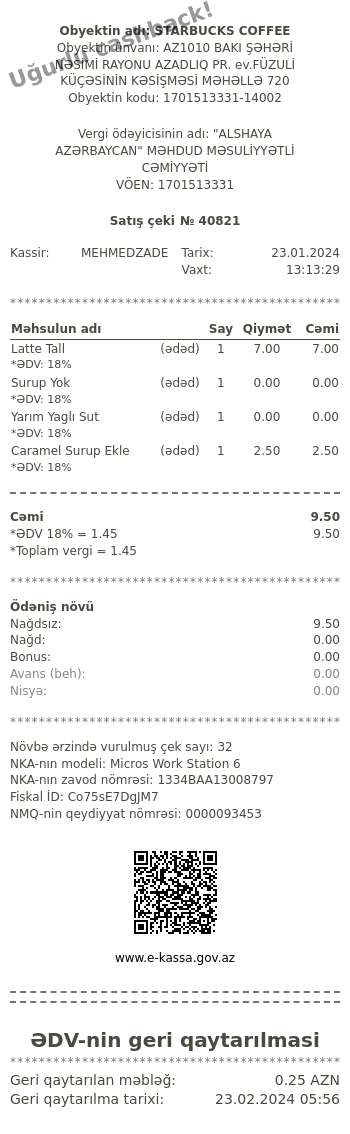 Uğurlu cashback!
Obyektin adı: STARBUCKS COFFEE
Obyektin ünvanı: AZ1010 BAKI ŞƏHƏRİ
NƏSİMİ RAYONU AZADLIQ PR. ev.FÜZULİ
KÜÇƏSİNİN KƏSİŞMƏSİ MƏHƏLLƏ 720
Obyektin kodu: 1701513331-14002
Vergi ödəyicisinin adı: "ALSHAYA
AZƏRBAYCAN" MƏHDUD MƏSULİYYƏTLİ
CƏMİYYƏTİ
VÖEN: 1701513331
Satış çeki № 40821
Kassir: MEHMEDZADE Tarix: 23.01.2024
Vaxt: 13:13:29
********************************************
Məhsulun adı Say Qiymət Cəmi
Latte Tall (ədəd) 1 7.00 7.00
*ƏDV: 18%
Surup Yok (ədəd) 1 0.00 0.00
*ƏDV: 18%
Yarım Yaglı Sut (ədəd) 1 0.00 0.00
*ƏDV: 18%
Caramel Surup Ekle (ədəd) 1 2.50 2.50
*ƏDV: 18%
Cəmi 9.50
*ƏDV 18% = 1.45 9.50
*Toplam vergi = 1.45
********************************************
Ödəniş növü
Nağdsız: 9.50
Nağd: 0.00
Bonus: 0.00
Avans (beh): 0.00
Nisyə: 0.00
********************************************
Növbə ərzində vurulmuş çek sayı: 32
NKA-nın modeli: Micros Work Station 6
NKA-nın zavod nömrəsi: 1334BAA13008797
Fiskal İD: Co75sE7DgJM7
NMQ-nin qeydiyyat nömrəsi: 0000093453
www.e-kassa.gov.az
ƏDV-nin geri qaytarılması
********************************************
Geri qaytarılan məbləğ: 0.25 AZN
Geri qaytarılma tarixi: 23.02.2024 05:56